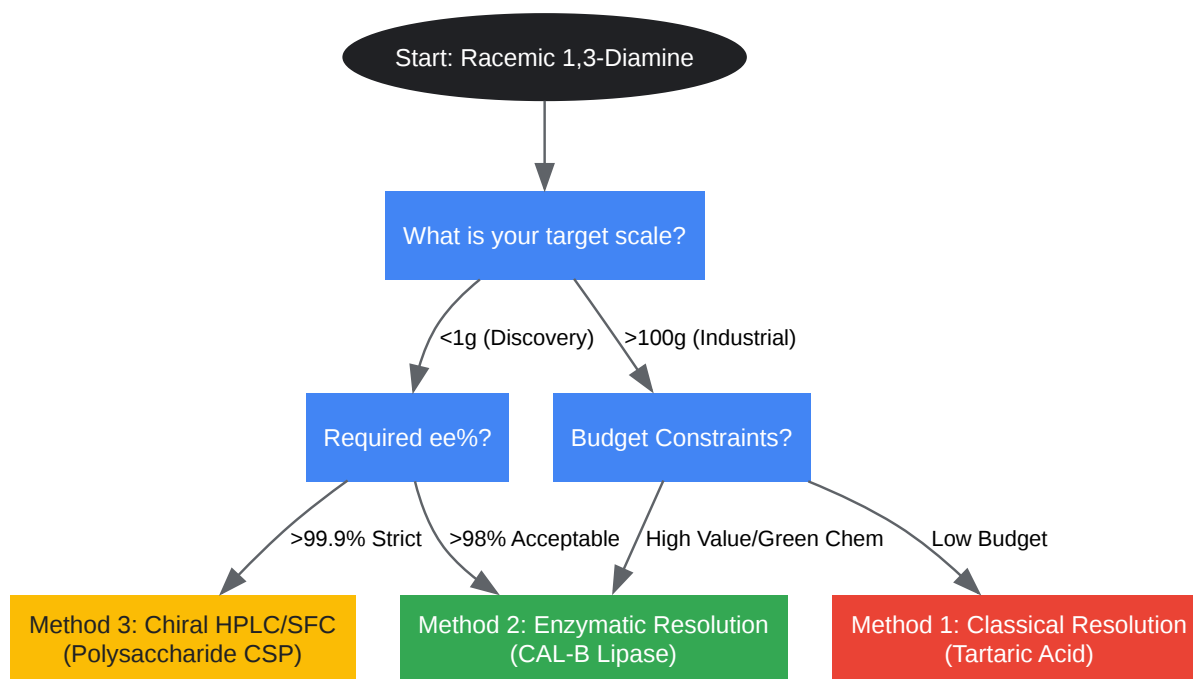 Start: Racemic 1,3-Diamine
What is your target scale?
<1g (Discovery)
>100g (Industrial)
Required ee%?
Budget Constraints?
>99.9% Strict
>98% Acceptable
High Value/Green Chem
Low Budget
Method 3: Chiral HPLC/SFC
(Polysaccharide CSP)
Method 2: Enzymatic Resolution
(CAL-B Lipase)
Method 1: Classical Resolution
(Tartaric Acid)